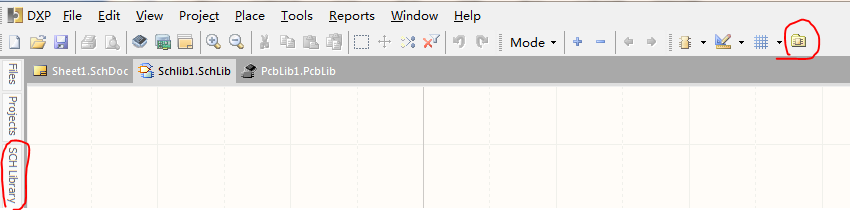 DXP File Edit View Project Place Tools Reports Window Help
Mode
Sheet1.SchDoc Schlib1.SchLib PcbLib1.PcbLib
Files
Projects
SCH Library